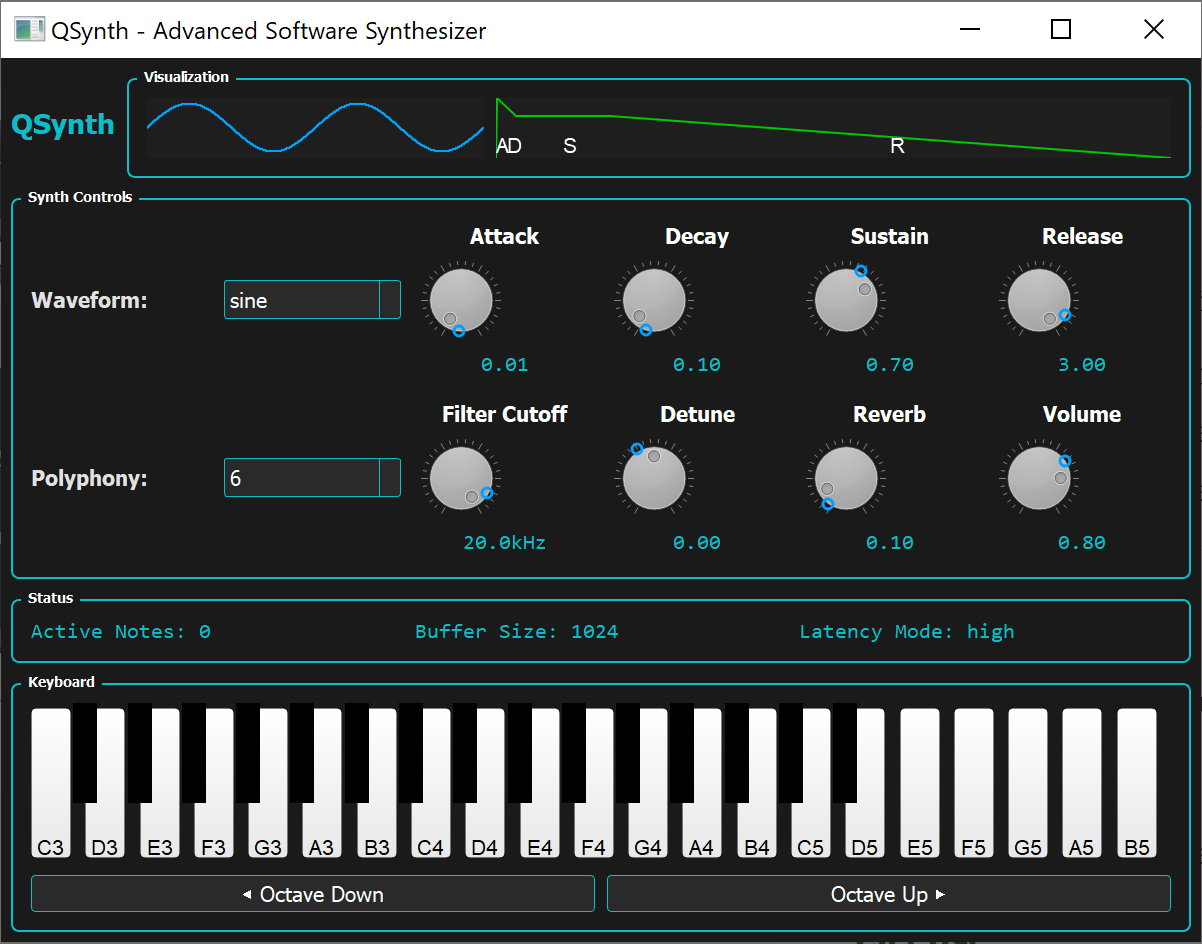 QSynth - Advanced Software Synthesizer
QSynth
Visualization
AD S R
Synth Controls
Attack Decay Sustain Release
Waveform: sine
0.01 0.10 0.70 3.00
Filter Cutoff Detune Reverb Volume
Polyphony: 6
20.0kHz 0.00 0.10 0.80
Status
Active Notes: 0 Buffer Size: 1024 Latency Mode: high
Keyboard
C3 D3 E3 F3 G3 A3 B3 C4 D4 E4 F4 G4 A4 B4 C5 D5 E5 F5 G5 A5 B5
◄ Octave Down Octave Up ►